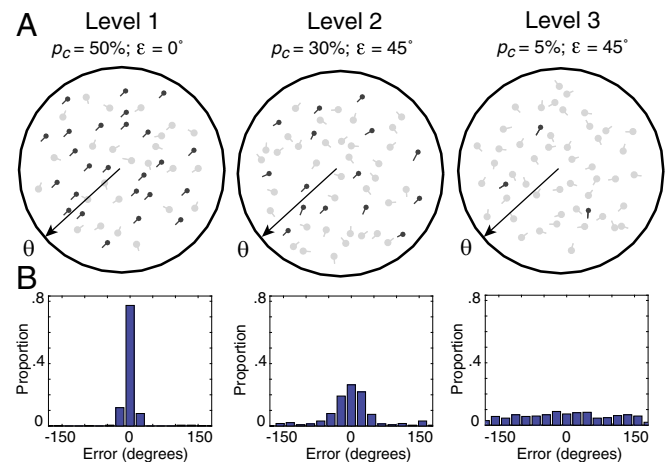 A
Level 1
Level 2
Level 3
p_c = 50%; ε = 0°
p_c = 30%; ε = 45°
p_c = 5%; ε = 45°
θ
θ
θ
B
.8
.4
0
Proportion
-150 0 150
Error (degrees)
.8
.4
0
Proportion
-150 0 150
Error (degrees)
.8
.4
0
Proportion
-150 0 150
Error (degrees)